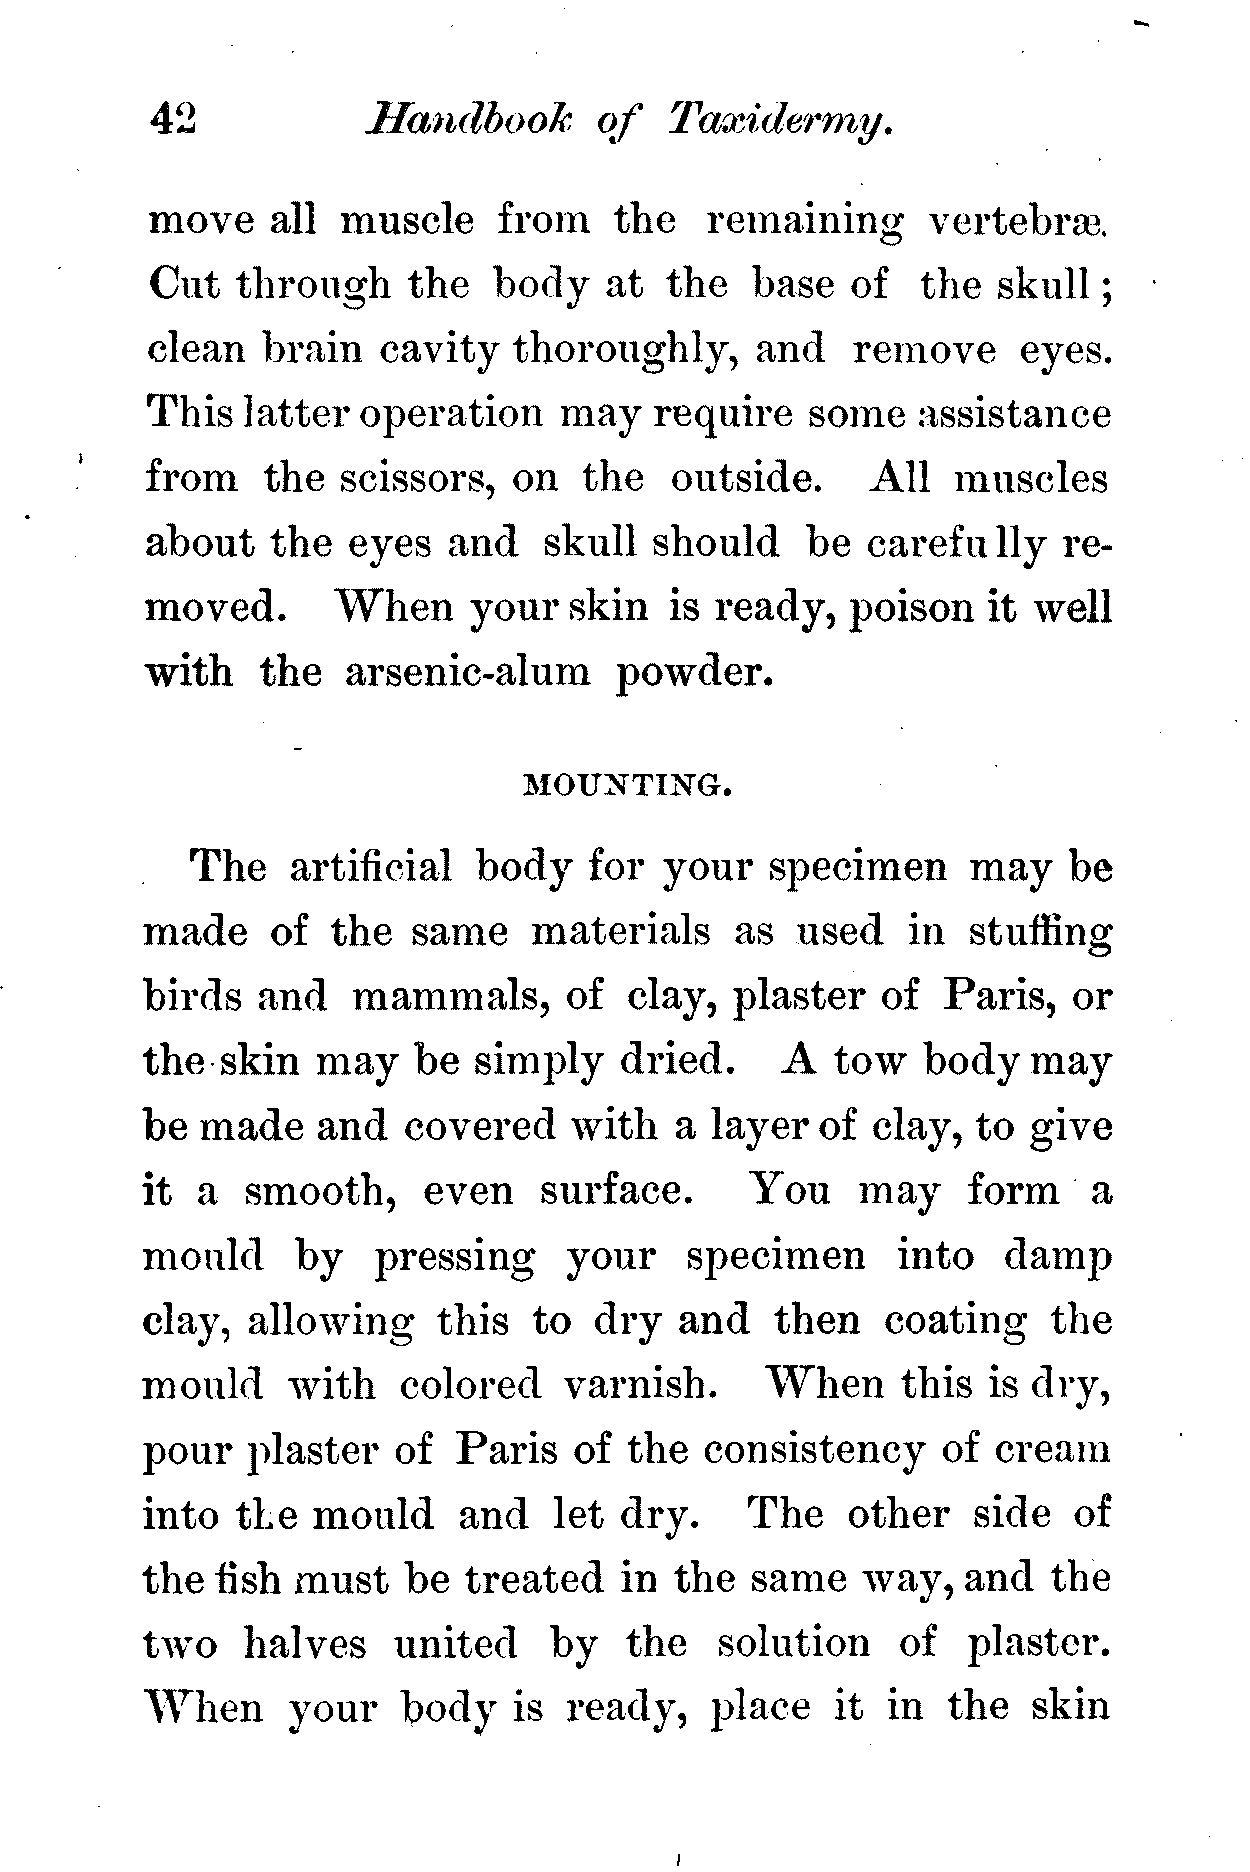 42 Handbook of Taxidermy.
move all muscle from the remaining vertebræ.
Cut through the body at the base of the skull ;
clean brain cavity thoroughly, and remove eyes.
This latter operation may require some assistance
from the scissors, on the outside. All muscles
about the eyes and skull should be carefully re-
moved. When your skin is ready, poison it well
with the arsenic-alum powder.
MOUNTING.
The artificial body for your specimen may be
made of the same materials as used in stuffing
birds and mammals, of clay, plaster of Paris, or
the skin may be simply dried. A tow body may
be made and covered with a layer of clay, to give
it a smooth, even surface. You may form a
mould by pressing your specimen into damp
clay, allowing this to dry and then coating the
mould with colored varnish. When this is dry,
pour plaster of Paris of the consistency of cream
into the mould and let dry. The other side of
the fish must be treated in the same way, and the
two halves united by the solution of plaster.
When your body is ready, place it in the skin